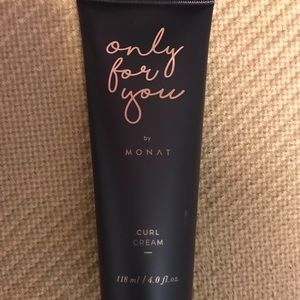 only
for
you
by
MONAT
CURL
CREAM
118 ml / 4.0 fl.oz.